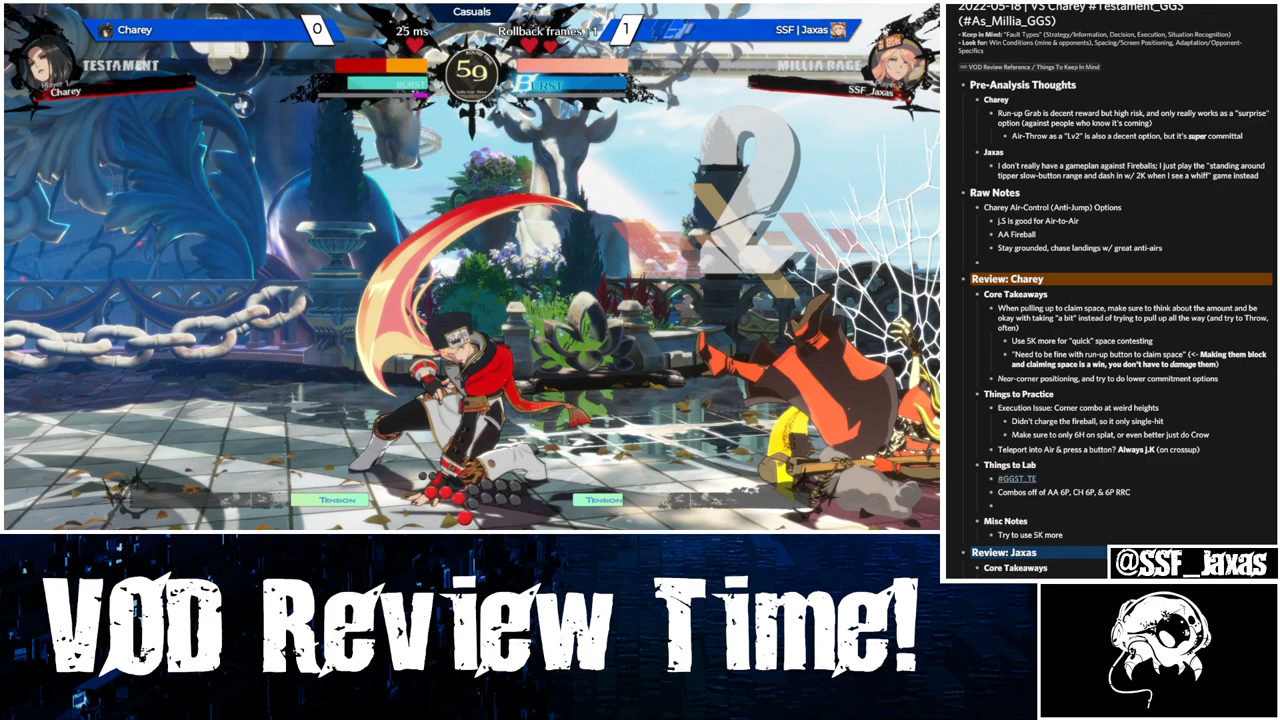 Casuals
Charey
0
25 ms
Rollback frames: 1
1
SSF | Jaxas
TESTAMENT
Player 1
Charey
59
MILLIA RAGE
Player 2
SSF_Jaxas
BURST
BURST
2
TENSION
TENSION
2022-05-18 | VS Charey #Testament_GGS
(#As_Millia_GGS)
- Keep In Mind: "Fault Types" (Strategy/Information, Decision, Execution, Situation Recognition)
- Look for: Win Conditions (mine & opponents), Spacing/Screen Positioning, Adaptation/Opponent-
Specifics
VOD Review Reference / Things To Keep In Mind
Pre-Analysis Thoughts
Charey
Run-up Grab is decent reward but high risk, and only really works as a "surprise"
option (against people who know it's coming)
Air-Throw as a "Lv2" is also a decent option, but it's super committal
Jaxas
I don't really have a gameplan against Fireballs; I just play the "standing around
tipper slow-button range and dash in w/ 2K when I see a whiff" game instead
Raw Notes
Charey Air-Control (Anti-Jump) Options
j.S is good for Air-to-Air
AA Fireball
Stay grounded, chase landings w/ great anti-airs
Review: Charey
Core Takeaways
When pulling up to claim space, make sure to think about the amount and be
okay with taking "a bit" instead of trying to pull up all the way (and try to Throw,
often)
Use 5K more for "quick" space contesting
"Need to be fine with run-up button to claim space" (<- Making them block
and claiming space is a win, you don't have to damage them)
Near-corner positioning, and try to do lower commitment options
Things to Practice
Execution Issue: Corner combo at weird heights
Didn't charge the fireball, so it only single-hit
Make sure to only 6H on splat, or even better just do Crow
Teleport into Air & press a button? Always j.K (on crossup)
Things to Lab
#GGST_TE
Combos off of AA 6P, CH 6P, & 6P RRC
Misc Notes
Try to use 5K more
Review: Jaxas
Core Takeaways
@SSF_Jaxas
VOD Review Time!